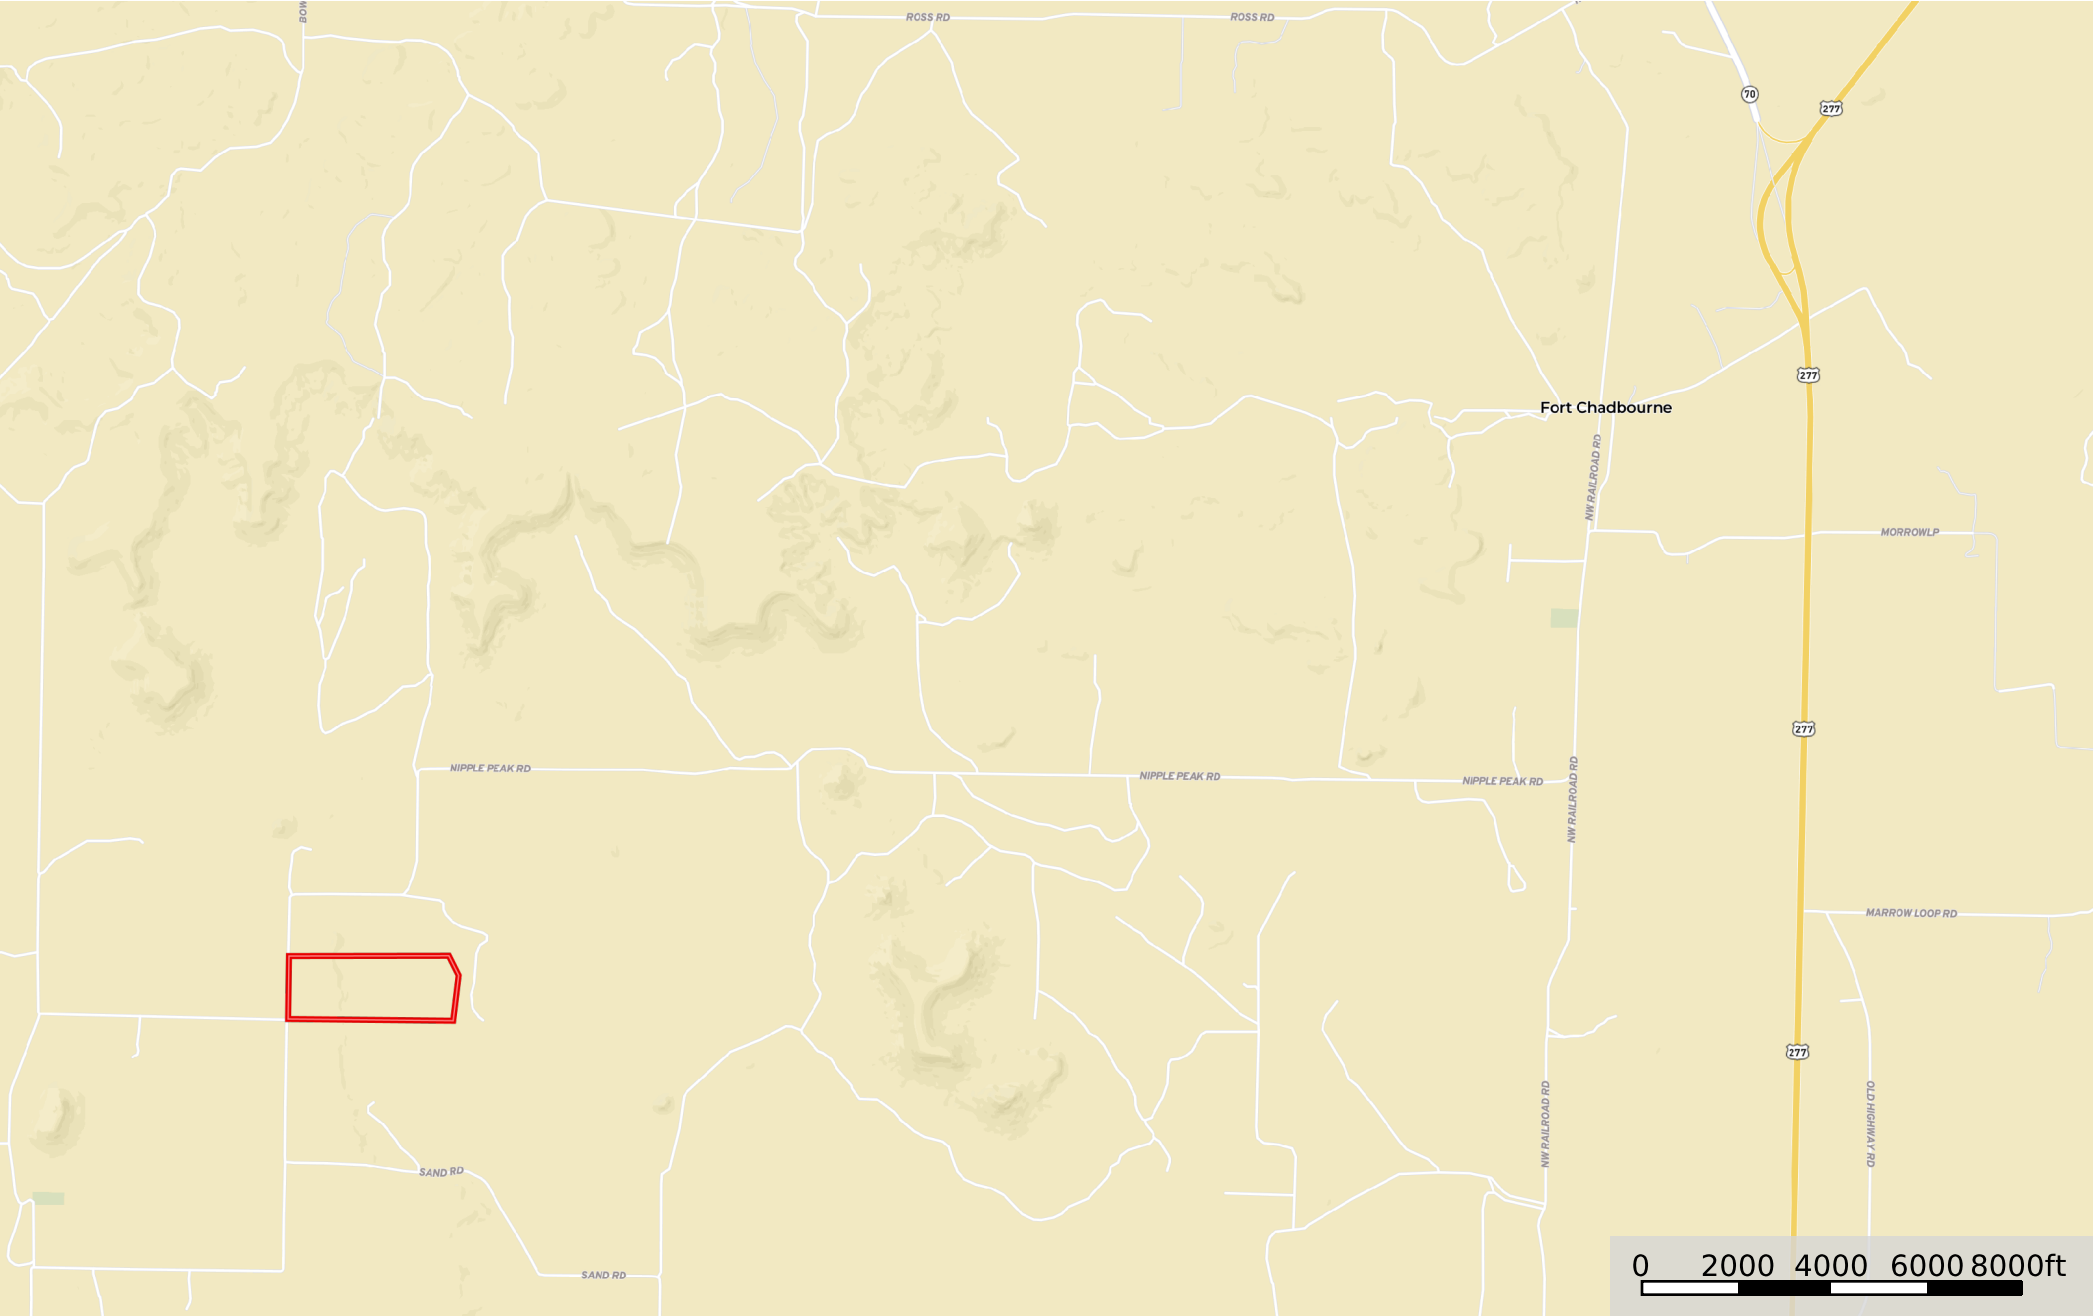 BOW
ROSS RD
ROSS RD
70
277
277
Fort Chadbourne
NW RAILROAD RD
MORROWLP
277
NIPPLE PEAK RD
NIPPLE PEAK RD
NIPPLE PEAK RD
NW RAILROAD RD
MARROW LOOP RD
277
NW RAILROAD RD
OLD HIGHWAY RD
SAND RD
SAND RD
0 2000 4000 6000 8000ft